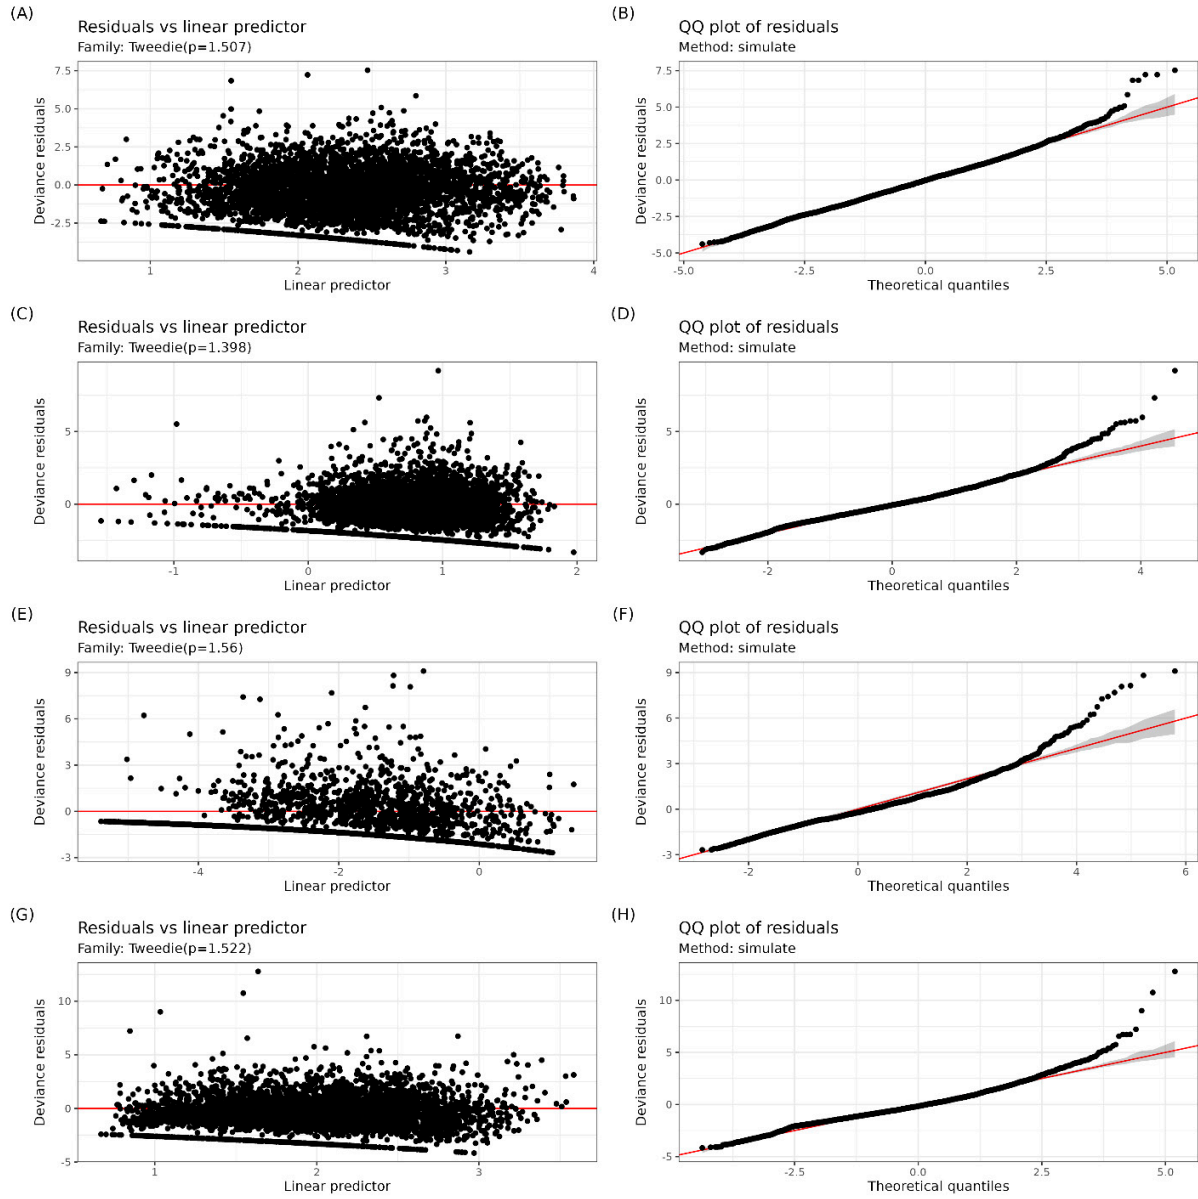 (A)
Residuals vs linear predictor
Family: Tweedie(p=1.507)
Deviance residuals
7.5
5.0
2.5
0.0
-2.5
1
2
3
4
Linear predictor
(B)
QQ plot of residuals
Method: simulate
Deviance residuals
7.5
5.0
2.5
0.0
-2.5
-5.0
-5.0
-2.5
0.0
2.5
5.0
Theoretical quantiles
(C)
Residuals vs linear predictor
Family: Tweedie(p=1.398)
Deviance residuals
5
0
-1
0
1
2
Linear predictor
(D)
QQ plot of residuals
Method: simulate
Deviance residuals
5
0
-2
0
2
4
Theoretical quantiles
(E)
Residuals vs linear predictor
Family: Tweedie(p=1.56)
Deviance residuals
9
6
3
0
-3
-4
-2
0
Linear predictor
(F)
QQ plot of residuals
Method: simulate
Deviance residuals
9
6
3
0
-3
-2
0
2
4
6
Theoretical quantiles
(G)
Residuals vs linear predictor
Family: Tweedie(p=1.522)
Deviance residuals
10
5
0
-5
1
2
3
Linear predictor
(H)
QQ plot of residuals
Method: simulate
Deviance residuals
10
5
0
-5
-2.5
0.0
2.5
5.0
Theoretical quantiles